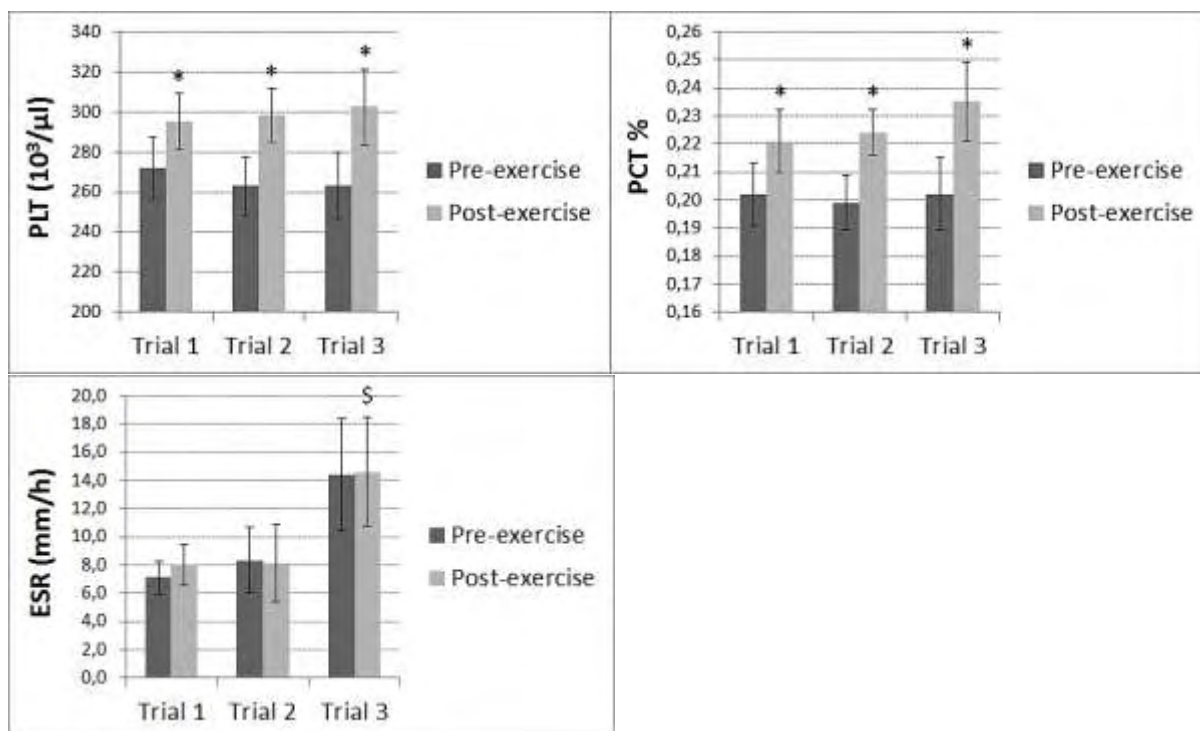 PLT (10³/µl)
340
320
300
280
260
240
220
200
*
*
*
Trial 1
Trial 2
Trial 3
Pre-exercise
Post-exercise
PCT %
0,26
0,25
0,24
0,23
0,22
0,21
0,20
0,19
0,18
0,17
0,16
*
*
*
Trial 1
Trial 2
Trial 3
Pre-exercise
Post-exercise
ESR (mm/h)
20,0
18,0
16,0
14,0
12,0
10,0
8,0
6,0
4,0
2,0
0,0
$
Trial 1
Trial 2
Trial 3
Pre-exercise
Post-exercise